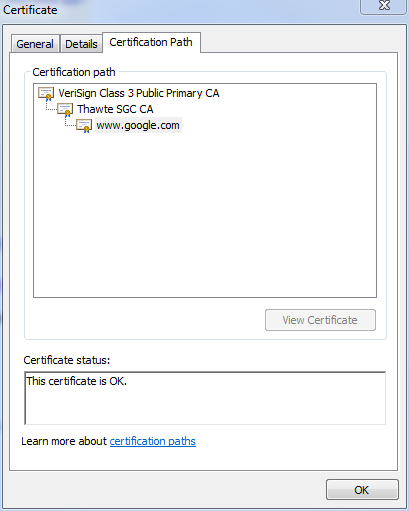 Certificate
General Details Certification Path
Certification path
VeriSign Class 3 Public Primary CA
Thawte SGC CA
www.google.com
View Certificate
Certificate status:
This certificate is OK.
Learn more about certification paths
OK